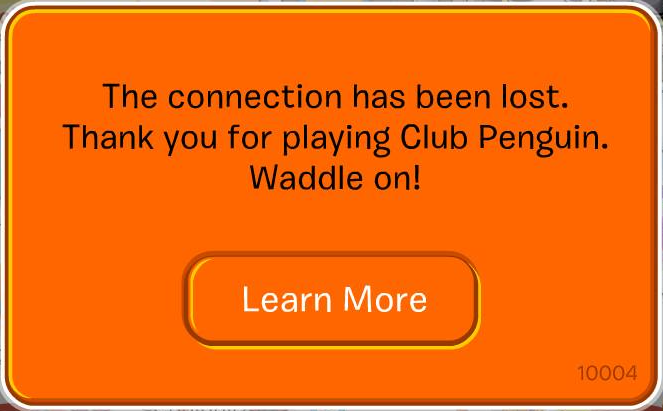 The connection has been lost.
Thank you for playing Club Penguin.
Waddle on!
Learn More
10004